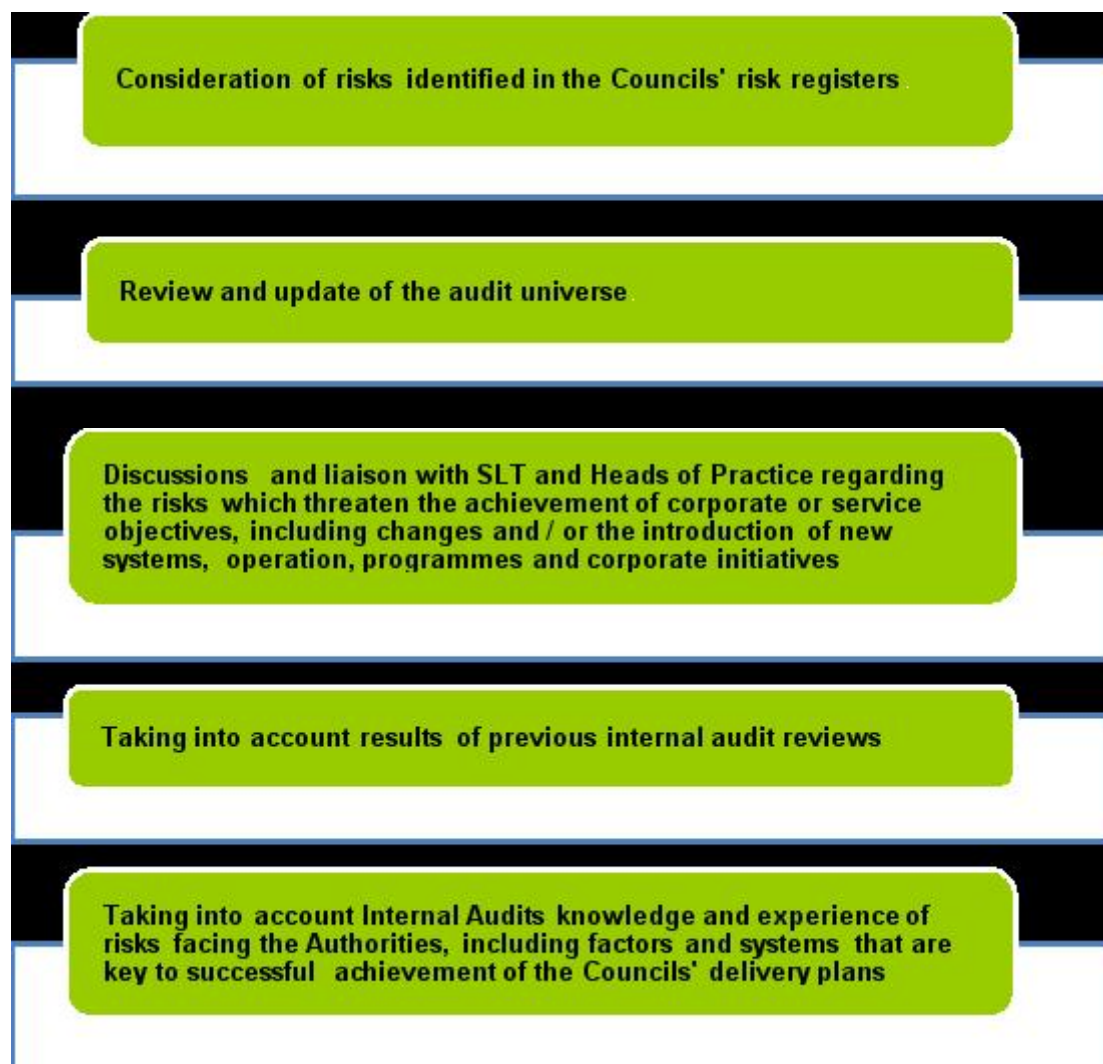 Consideration of risks identified in the Councils' risk registers
Review and update of the audit universe
Discussions and liaison with SLT and Heads of Practice regarding
the risks which threaten the achievement of corporate or service
objectives, including changes and / or the introduction of new
systems, operation, programmes and corporate initiatives
Taking into account results of previous internal audit reviews
Taking into account Internal Audits knowledge and experience of
risks facing the Authorities, including factors and systems that are
key to successful achievement of the Councils' delivery plans